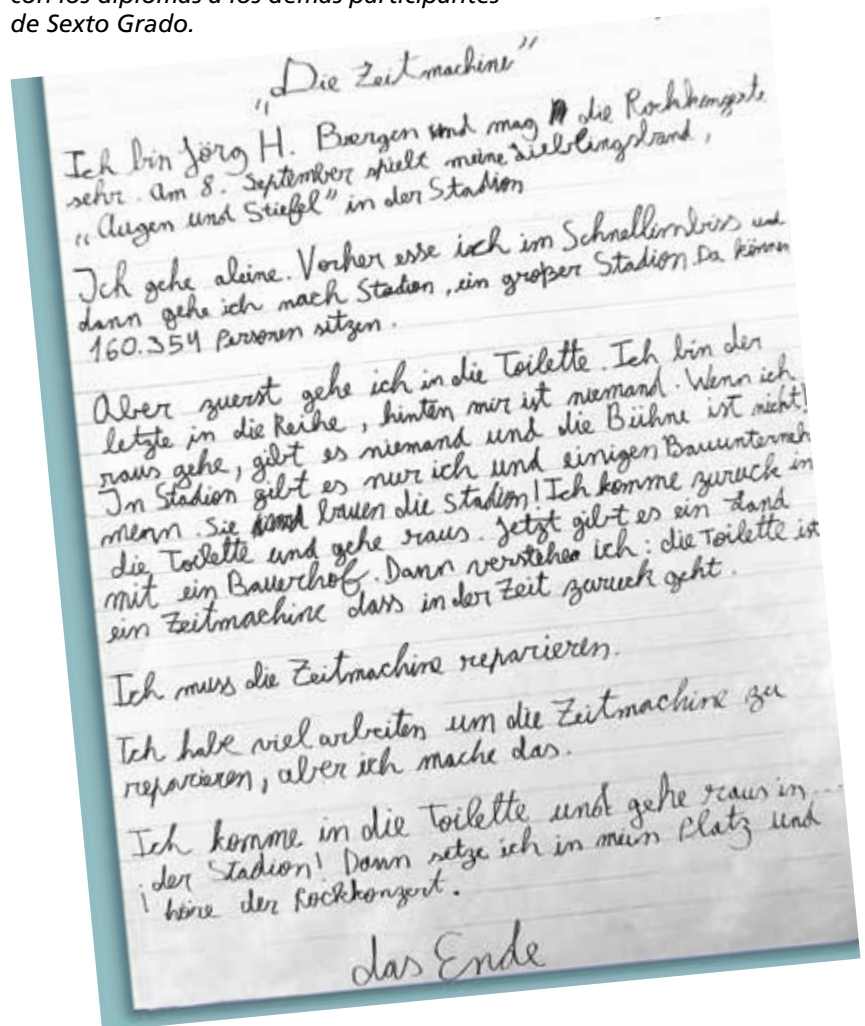 con los diplomas a los demás participantes
de Sexto Grado.
"Die Zeitmachine"
Ich bin Jörg H. Buergen und mag die Rockkonzerte
sehr. Am 8. September spielt meine Lieblingsband,
"Augen und Stiefel" in der Stadion
Ich gehe aleine. Vorher esse ich im Schnellimbiss und
dann gehe ich nach Stadion, ein großer Stadion. Da können
160.354 Personen sitzen.
Aber zuerst gehe ich in die Toilette. Ich bin der
letzte in die Reihe, hinten mir ist niemand. Wenn ich
raus gehe, gibt es niemand und die Bühne ist nicht!
In Stadion gibt es nur ich und einigen Bauunterneh
menn. Sie bauen die Stadion! Ich komme zuruck in
die Toilette und gehe raus. Jetzt gibt es ein Land
mit ein Bauerhof. Dann verstehe ich: die Toilette ist
ein Zeitmachine dass in der Zeit zuruck geht.
Ich muss die Zeitmachine reparieren.
Ich habe viel arbeiten um die Zeitmachine zu
reparieren, aber ich mache das.
Ich komme in die Toilette und gehe raus in...
¡der Stadion! Dann setze ich in mein Platz und
höre der Rockkonzert.
das Ende